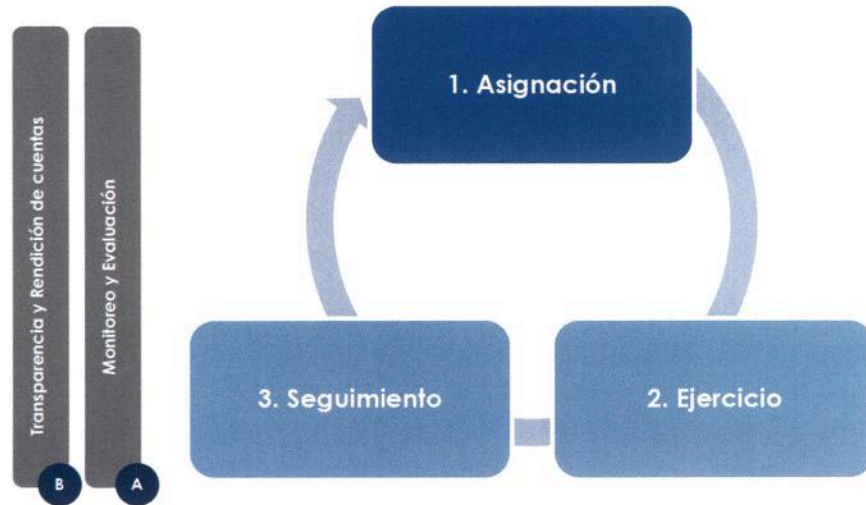 Transparencia y Rendición de cuentas
B
Monitoreo y Evaluación
A
1. Asignación
3. Seguimiento
2. Ejercicio